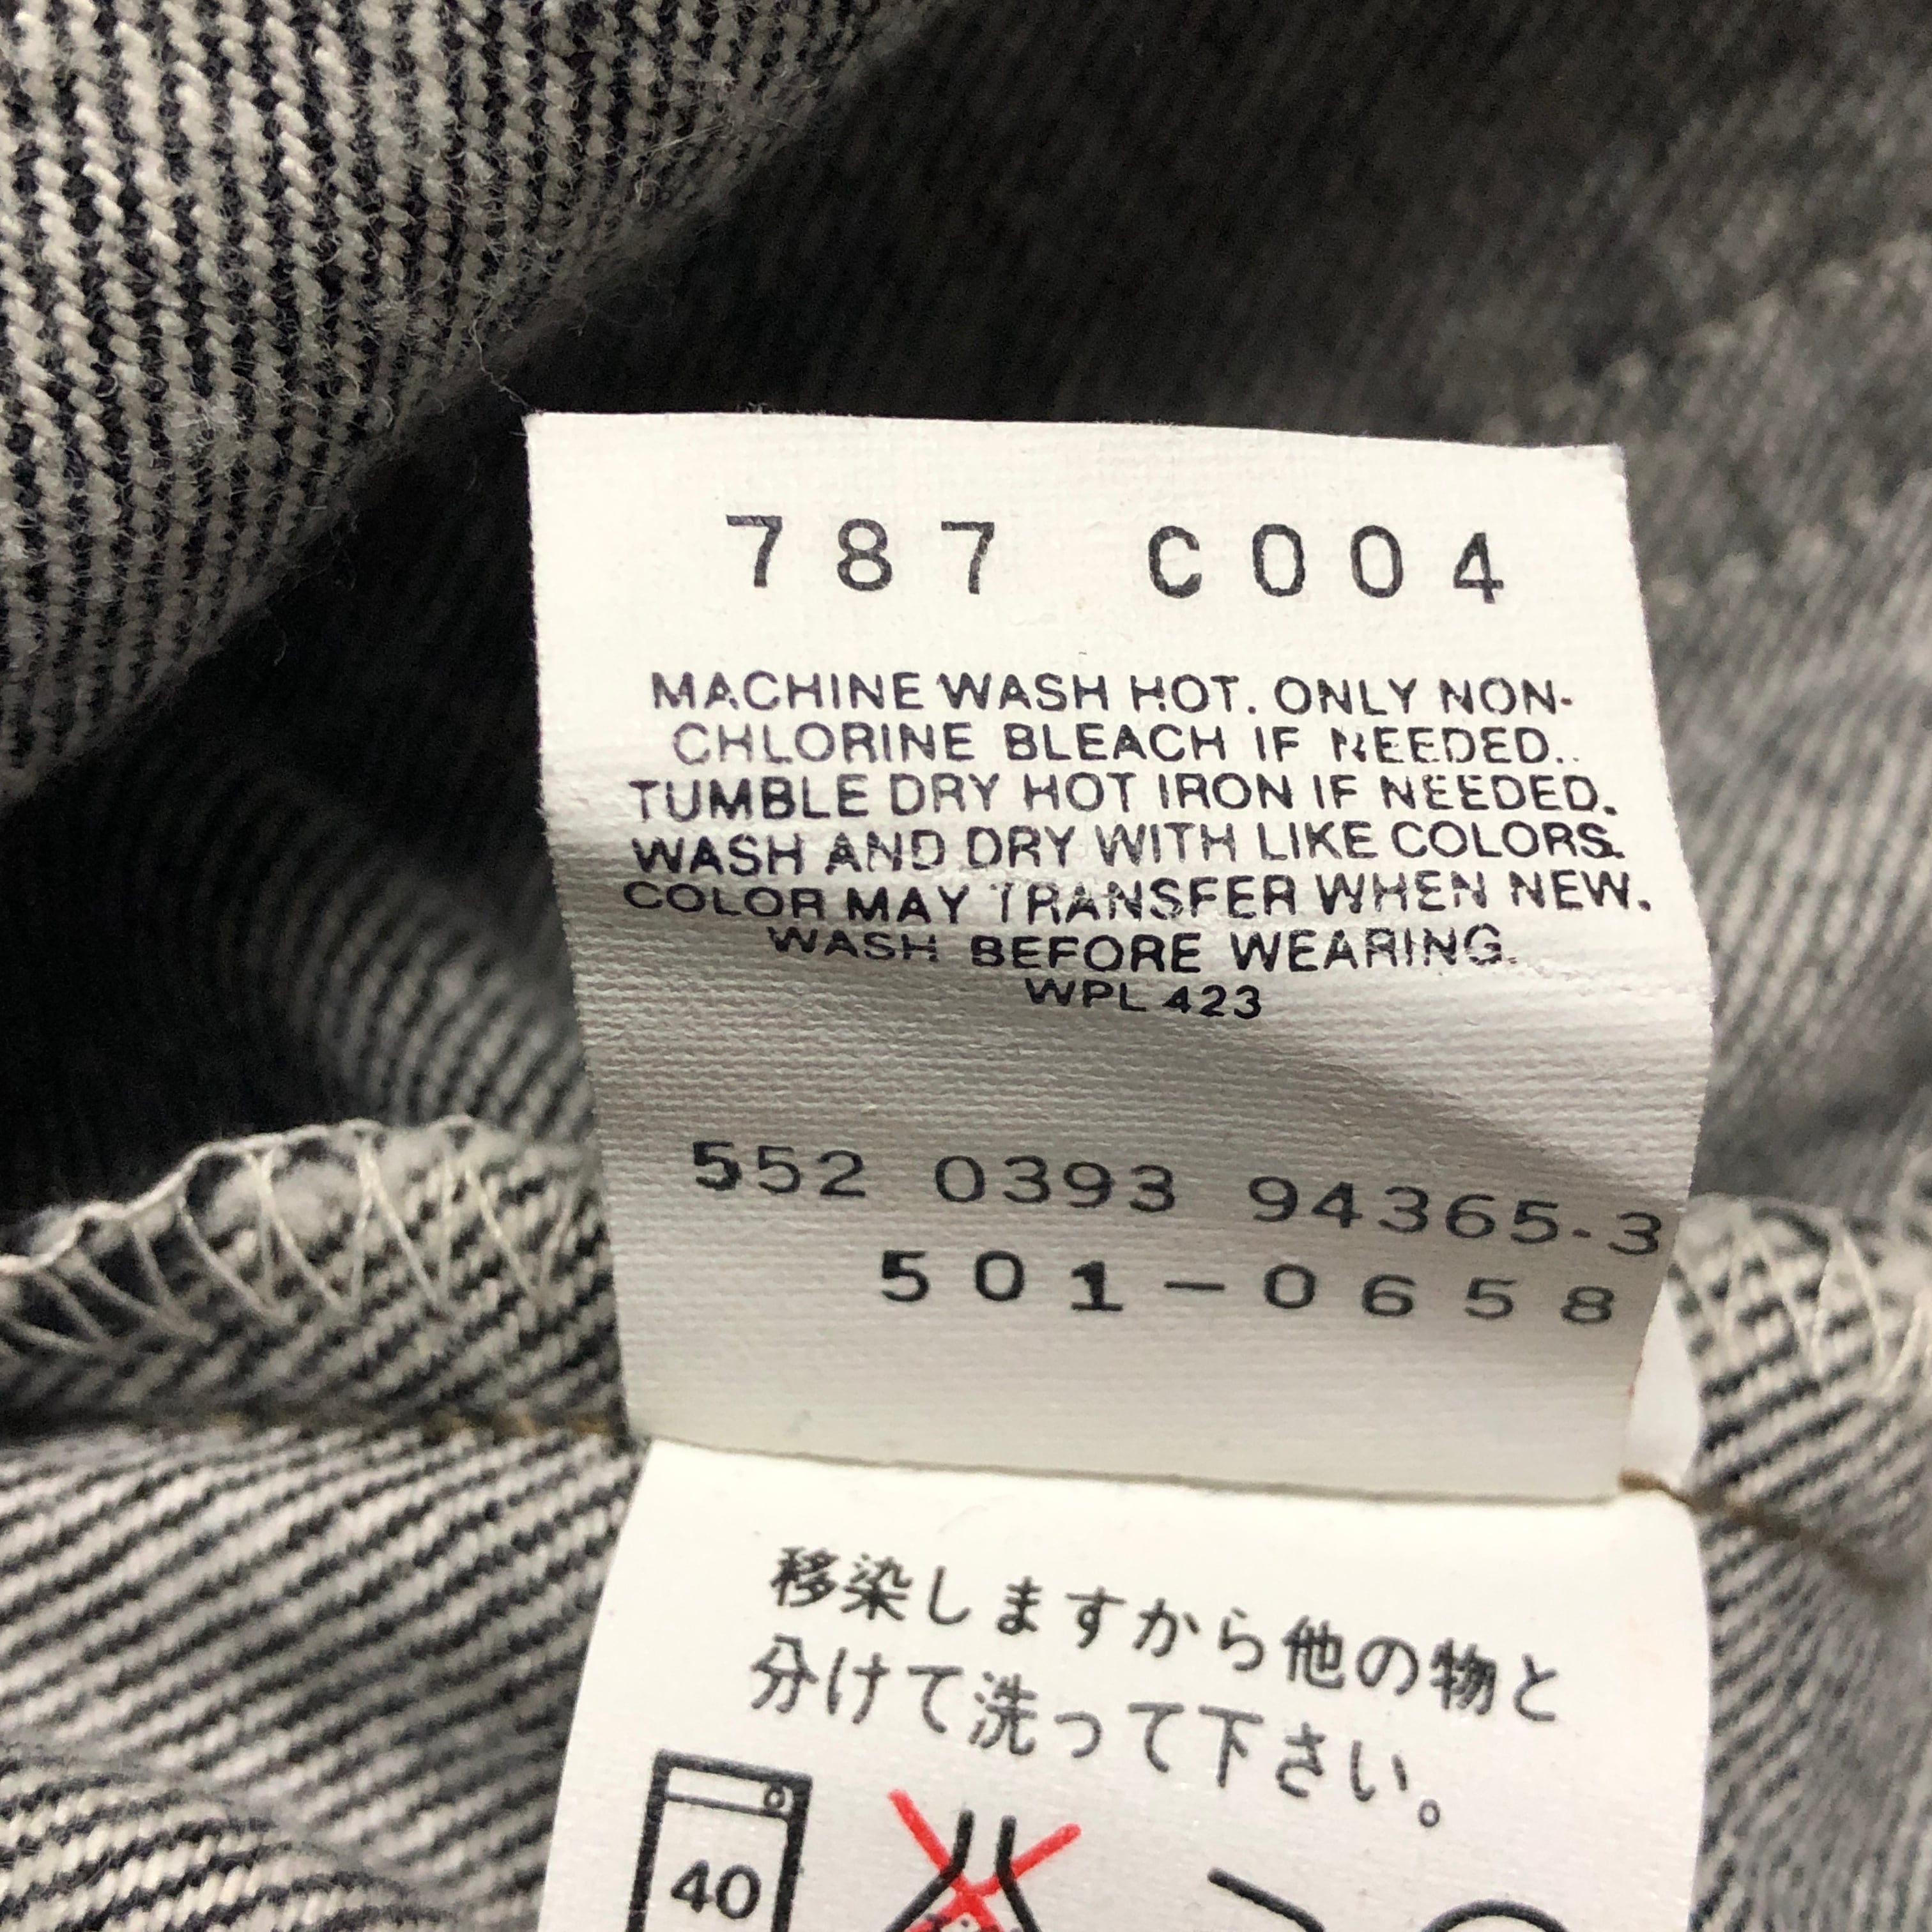 787 C004
MACHINE WASH HOT. ONLY NON-
CHLORINE BLEACH IF NEEDED..
TUMBLE DRY HOT IRON IF NEEDED.
WASH AND DRY WITH LIKE COLORS.
COLOR MAY TRANSFER WHEN NEW.
WASH BEFORE WEARING.
WPL 423
552 0393 94365-3
501-0658
移染しますから他の物と
分けて洗って下さい。
40